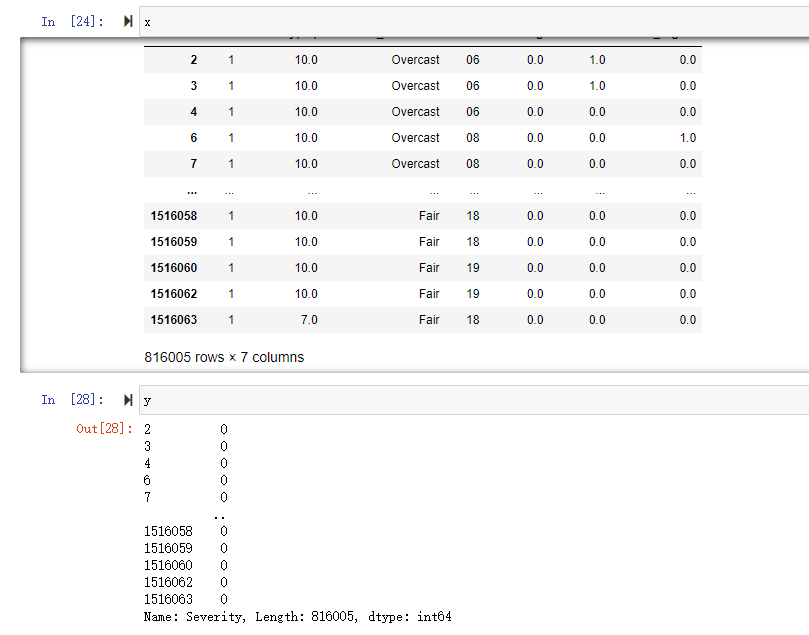 In [24]: x
2 1 10.0 Overcast 06 0.0 1.0 0.0
3 1 10.0 Overcast 06 0.0 1.0 0.0
4 1 10.0 Overcast 06 0.0 0.0 0.0
6 1 10.0 Overcast 08 0.0 0.0 1.0
7 1 10.0 Overcast 08 0.0 0.0 0.0
... ... ... ... ... ... ... ...
1516058 1 10.0 Fair 18 0.0 0.0 0.0
1516059 1 10.0 Fair 18 0.0 0.0 0.0
1516060 1 10.0 Fair 19 0.0 0.0 0.0
1516062 1 10.0 Fair 19 0.0 0.0 0.0
1516063 1 7.0 Fair 18 0.0 0.0 0.0
816005 rows × 7 columns
In [28]: y
Out[28]: 2 0
3 0
4 0
6 0
7 0
..
1516058 0
1516059 0
1516060 0
1516062 0
1516063 0
Name: Severity, Length: 816005, dtype: int64